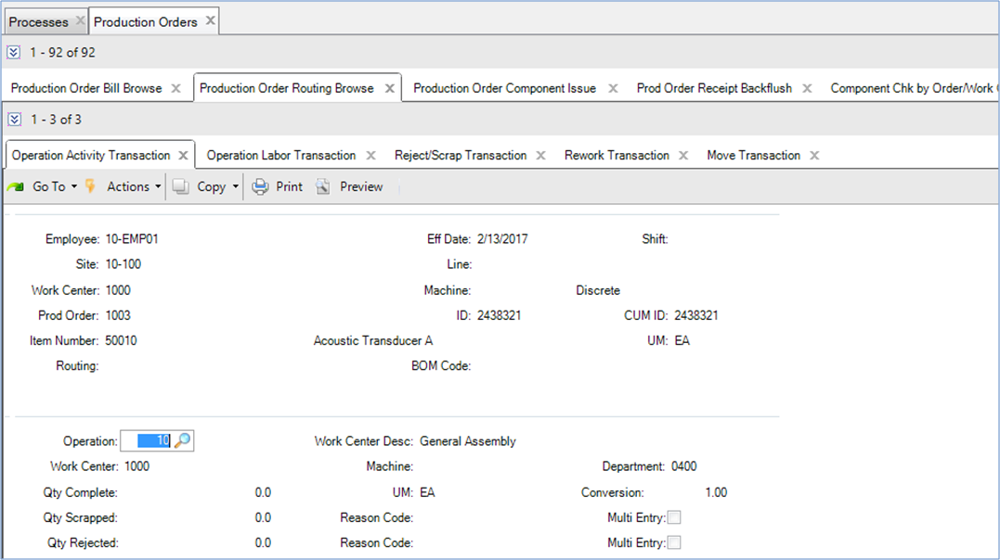 Processes Production Orders
1 - 92 of 92
Production Order Bill Browse Production Order Routing Browse Production Order Component Issue Prod Order Receipt Backflush Component Chk by Order/Work
1 - 3 of 3
Operation Activity Transaction Operation Labor Transaction Reject/Scrap Transaction Rework Transaction Move Transaction
Go To Actions Copy Print Preview
Employee: 10-EMP01 Eff Date: 2/13/2017 Shift:
Site: 10-100 Line:
Work Center: 1000 Machine: Discrete
Prod Order: 1003 ID: 2438321 CUM ID: 2438321
Item Number: 50010 Acoustic Transducer A UM: EA
Routing: BOM Code:
Operation: 10 Work Center Desc: General Assembly
Work Center: 1000 Machine: Department: 0400
Qty Complete: 0.0 UM: EA Conversion: 1.00
Qty Scrapped: 0.0 Reason Code: Multi Entry:
Qty Rejected: 0.0 Reason Code: Multi Entry: